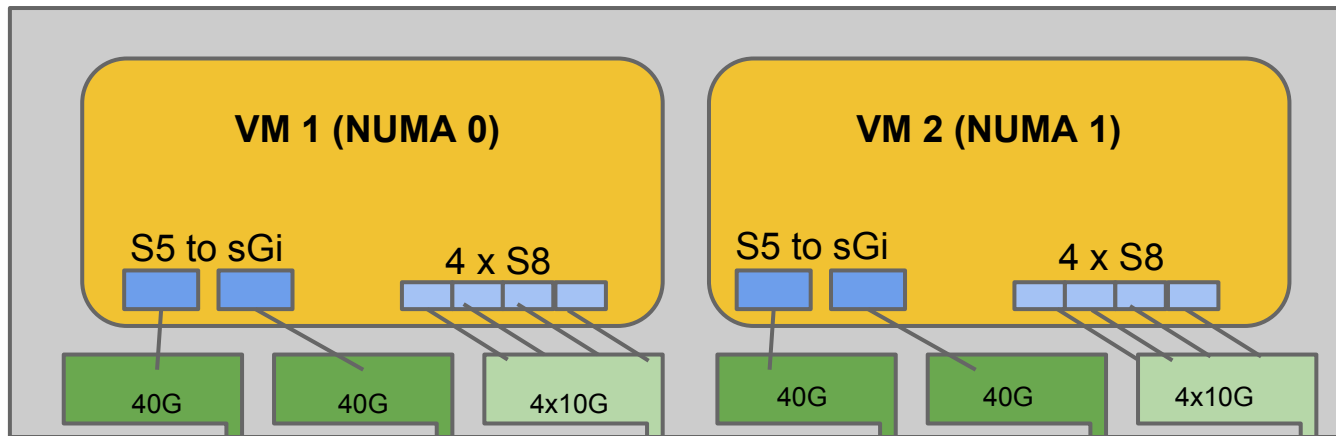 VM 1 (NUMA 0)
S5 to sGi
4 x S8
40G
40G
4x10G
VM 2 (NUMA 1)
S5 to sGi
4 x S8
40G
40G
4x10G